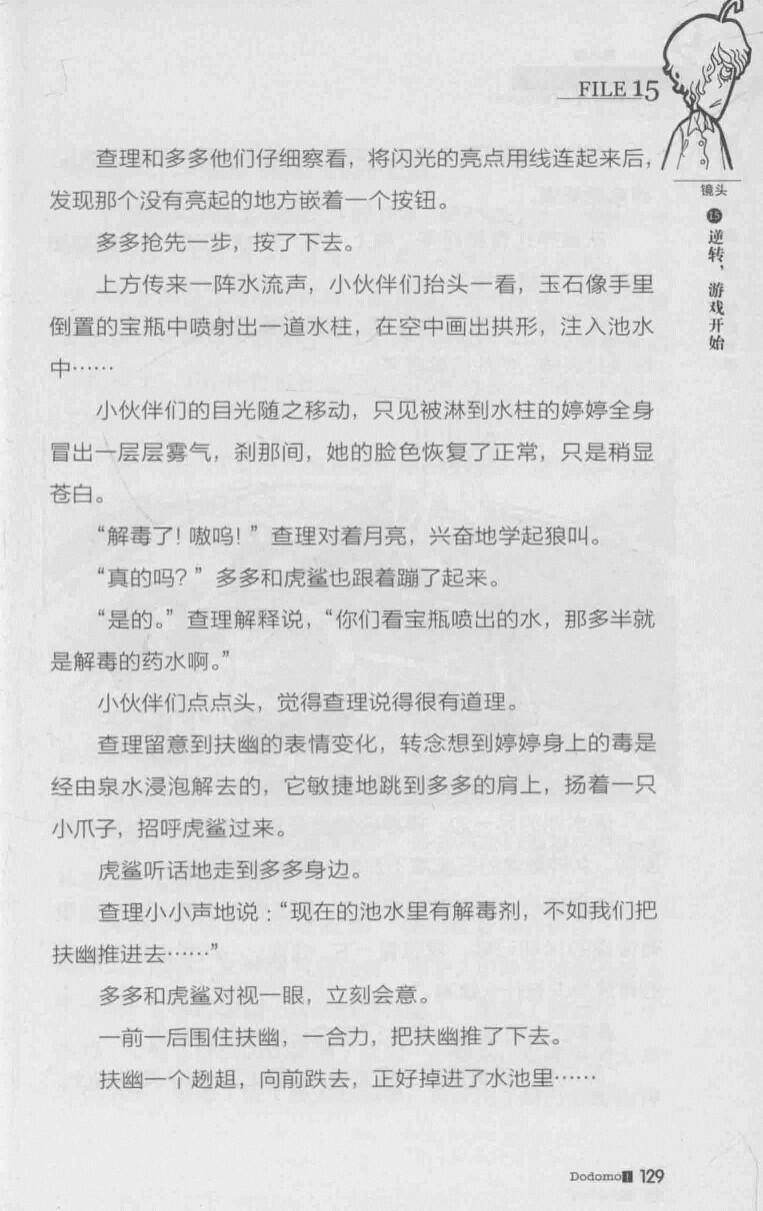 FILE 15
镜头
⓯
逆转，游戏开始
查理和多多他们仔细察看，将闪光的亮点用线连起来后，
发现那个没有亮起的地方嵌着一个按钮。
多多抢先一步，按了下去。
上方传来一阵水流声，小伙伴们抬头一看，玉石像手里
倒置的宝瓶中喷射出一道水柱，在空中画出拱形，注入池水
中……
小伙伴们的目光随之移动，只见被淋到水柱的婷婷全身
冒出一层层雾气，刹那间，她的脸色恢复了正常，只是稍显
苍白。
“解毒了！嗷呜！”查理对着月亮，兴奋地学起狼叫。
“真的吗？”多多和虎鲨也跟着蹦了起来。
“是的。”查理解释说，“你们看宝瓶喷出的水，那多半就
是解毒的药水啊。”
小伙伴们点点头，觉得查理说得很有道理。
查理留意到扶幽的表情变化，转念想到婷婷身上的毒是
经由泉水浸泡解去的，它敏捷地跳到多多的肩上，扬着一只
小爪子，招呼虎鲨过来。
虎鲨听话地走到多多身边。
查理小小声地说：“现在的池水里有解毒剂，不如我们把
扶幽推进去……”
多多和虎鲨对视一眼，立刻会意。
一前一后围住扶幽，一合力，把扶幽推了下去。
扶幽一个趔趄，向前跌去，正好掉进了水池里……
Dodomo 1 129